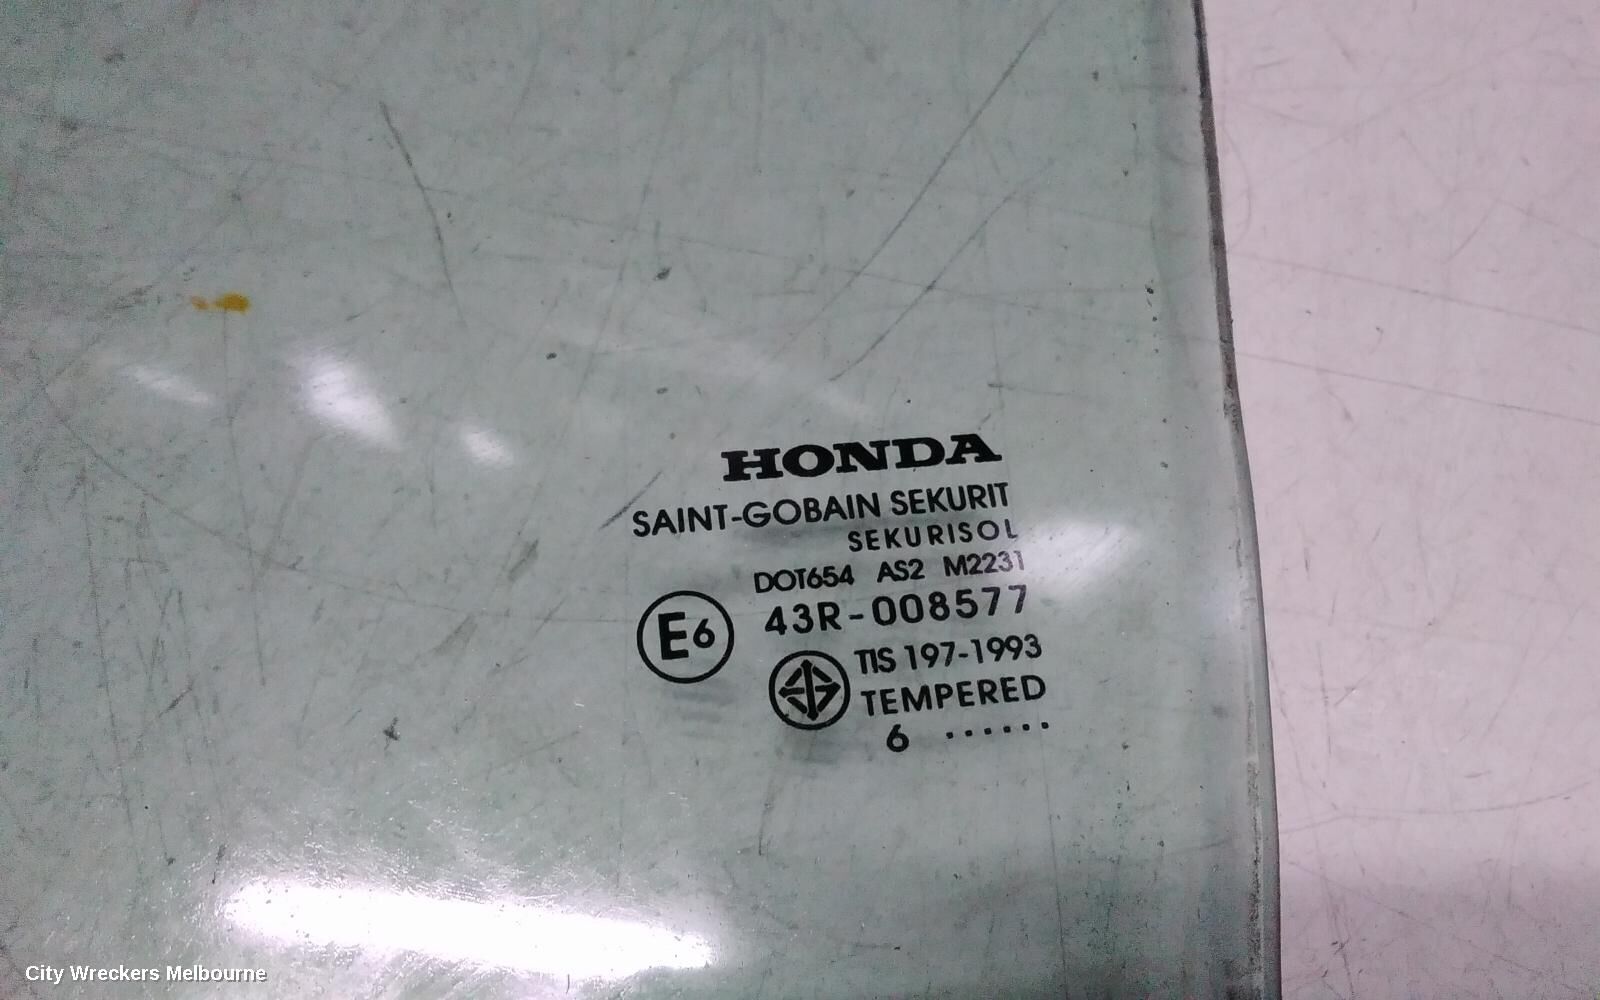 HONDA
SAINT-GOBAIN SEKURIT
SEKURISOL
DOT654 AS2 M2231
E6 43R-008577
TIS 197-1993
TEMPERED
6 ......
City Wreckers Melbourne